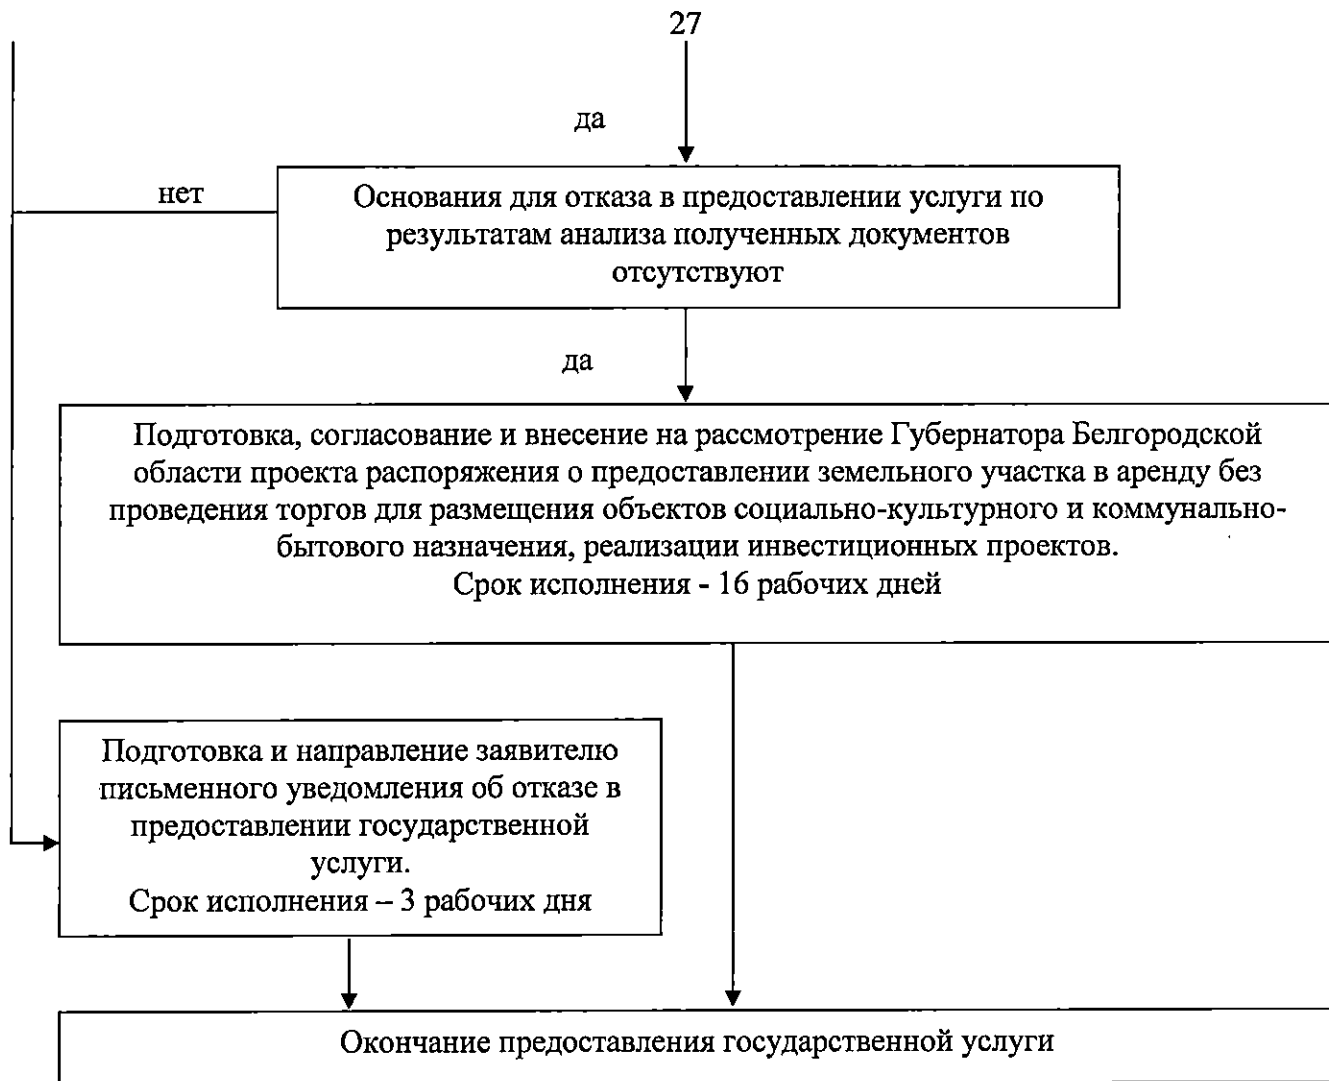 27
да
нет
Основания для отказа в предоставлении услуги по
результатам анализа полученных документов
отсутствуют
да
Подготовка, согласование и внесение на рассмотрение Губернатора Белгородской
области проекта распоряжения о предоставлении земельного участка в аренду без
проведения торгов для размещения объектов социально-культурного и коммунально-
бытового назначения, реализации инвестиционных проектов.
Срок исполнения - 16 рабочих дней
Подготовка и направление заявителю
письменного уведомления об отказе в
предоставлении государственной
услуги.
Срок исполнения – 3 рабочих дня
Окончание предоставления государственной услуги